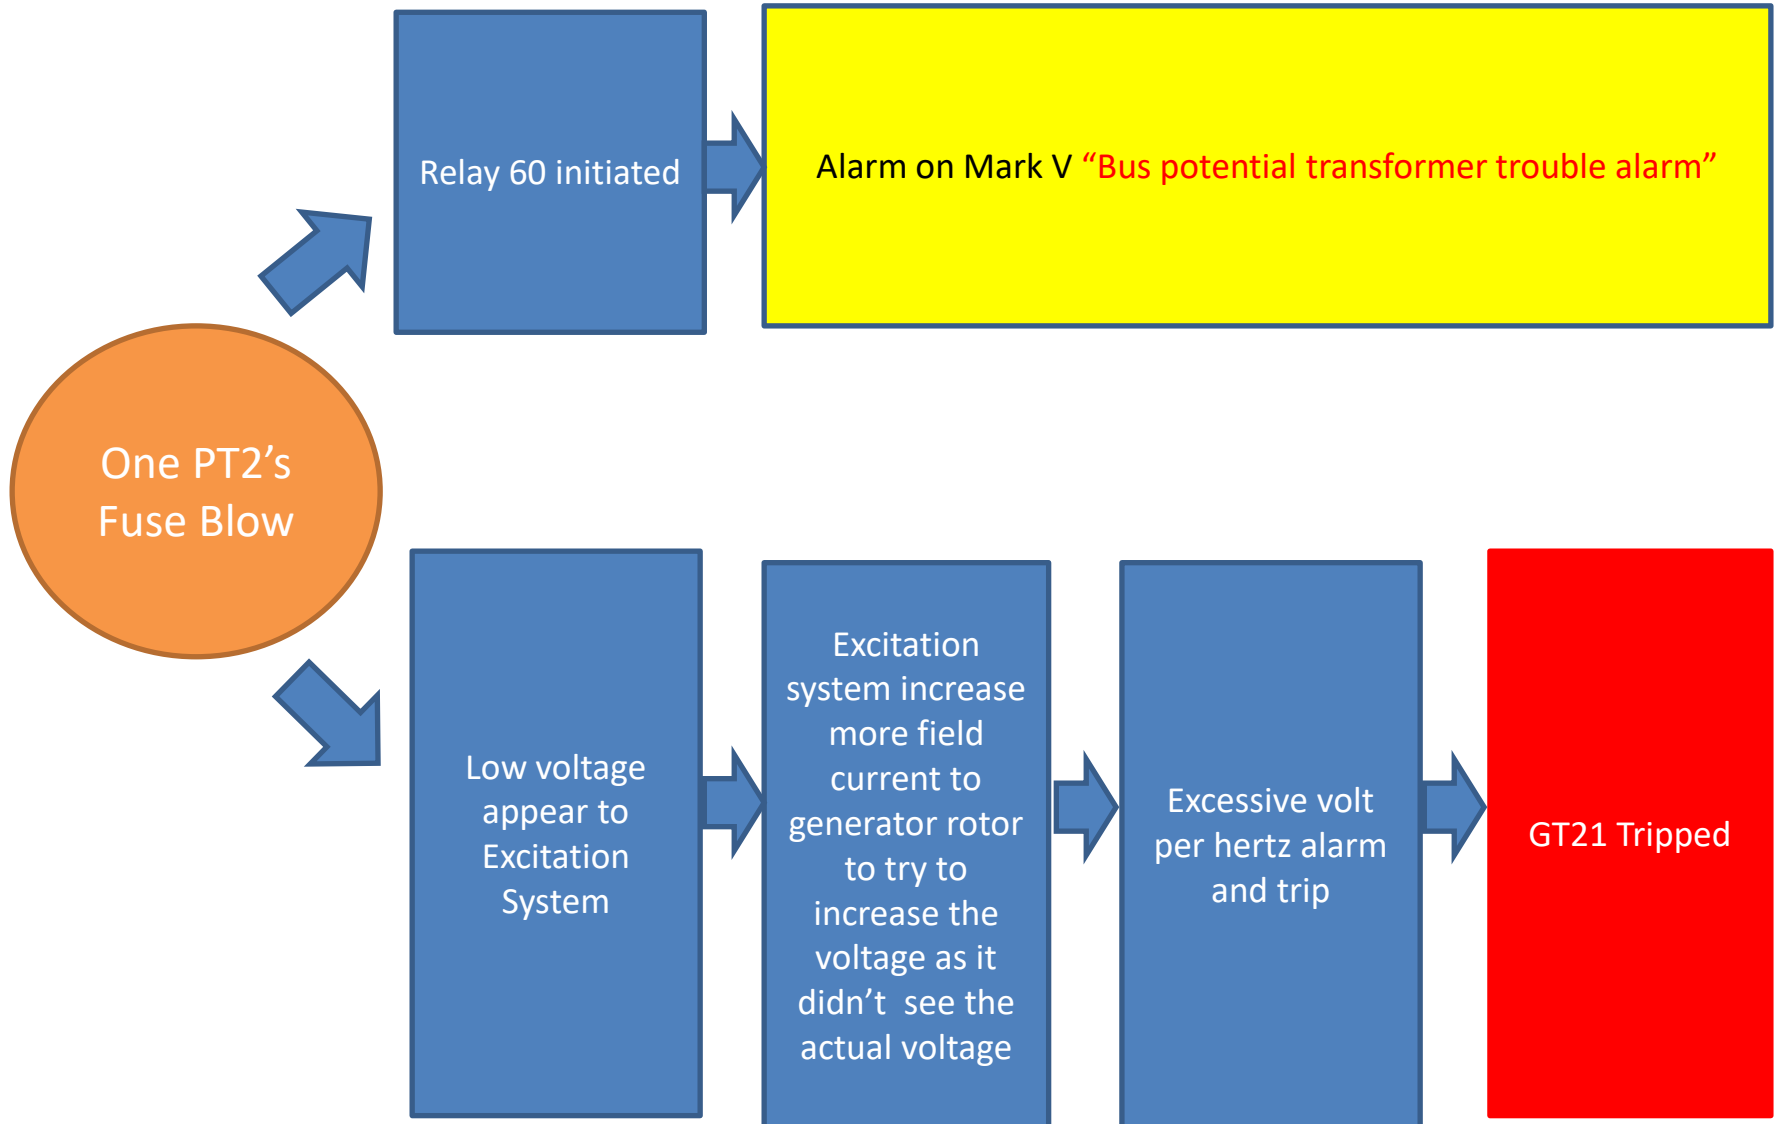 Relay 60 initiated
Alarm on Mark V “Bus potential transformer trouble alarm”
One PT2’s
Fuse Blow
Low voltage
appear to
Excitation
System
Excitation
system increase
more field
current to
generator rotor
to try to
increase the
voltage as it
didn’t see the
actual voltage
Excessive volt
per hertz alarm
and trip
GT21 Tripped